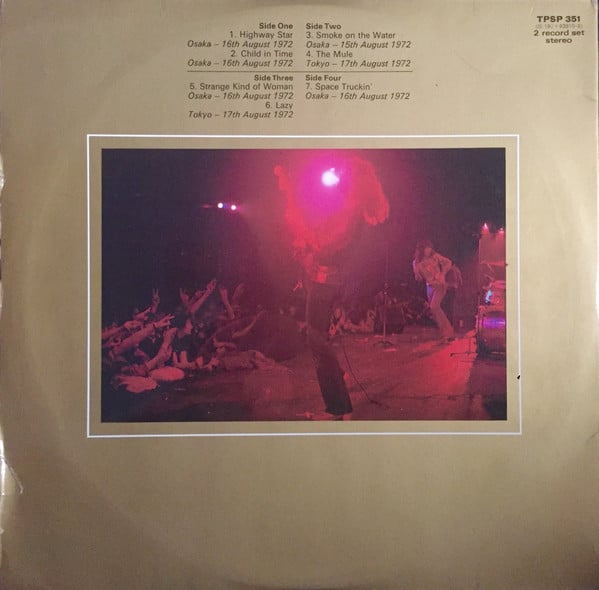 Side One
1. Highway Star
Osaka – 16th August 1972
2. Child in Time
Osaka – 16th August 1972
Side Two
3. Smoke on the Water
Osaka – 15th August 1972
4. The Mule
Tokyo – 17th August 1972
Side Three
5. Strange Kind of Woman
Osaka – 16th August 1972
6. Lazy
Tokyo – 17th August 1972
Side Four
7. Space Truckin'
Osaka – 16th August 1972
TPSP 351
2 record set
stereo